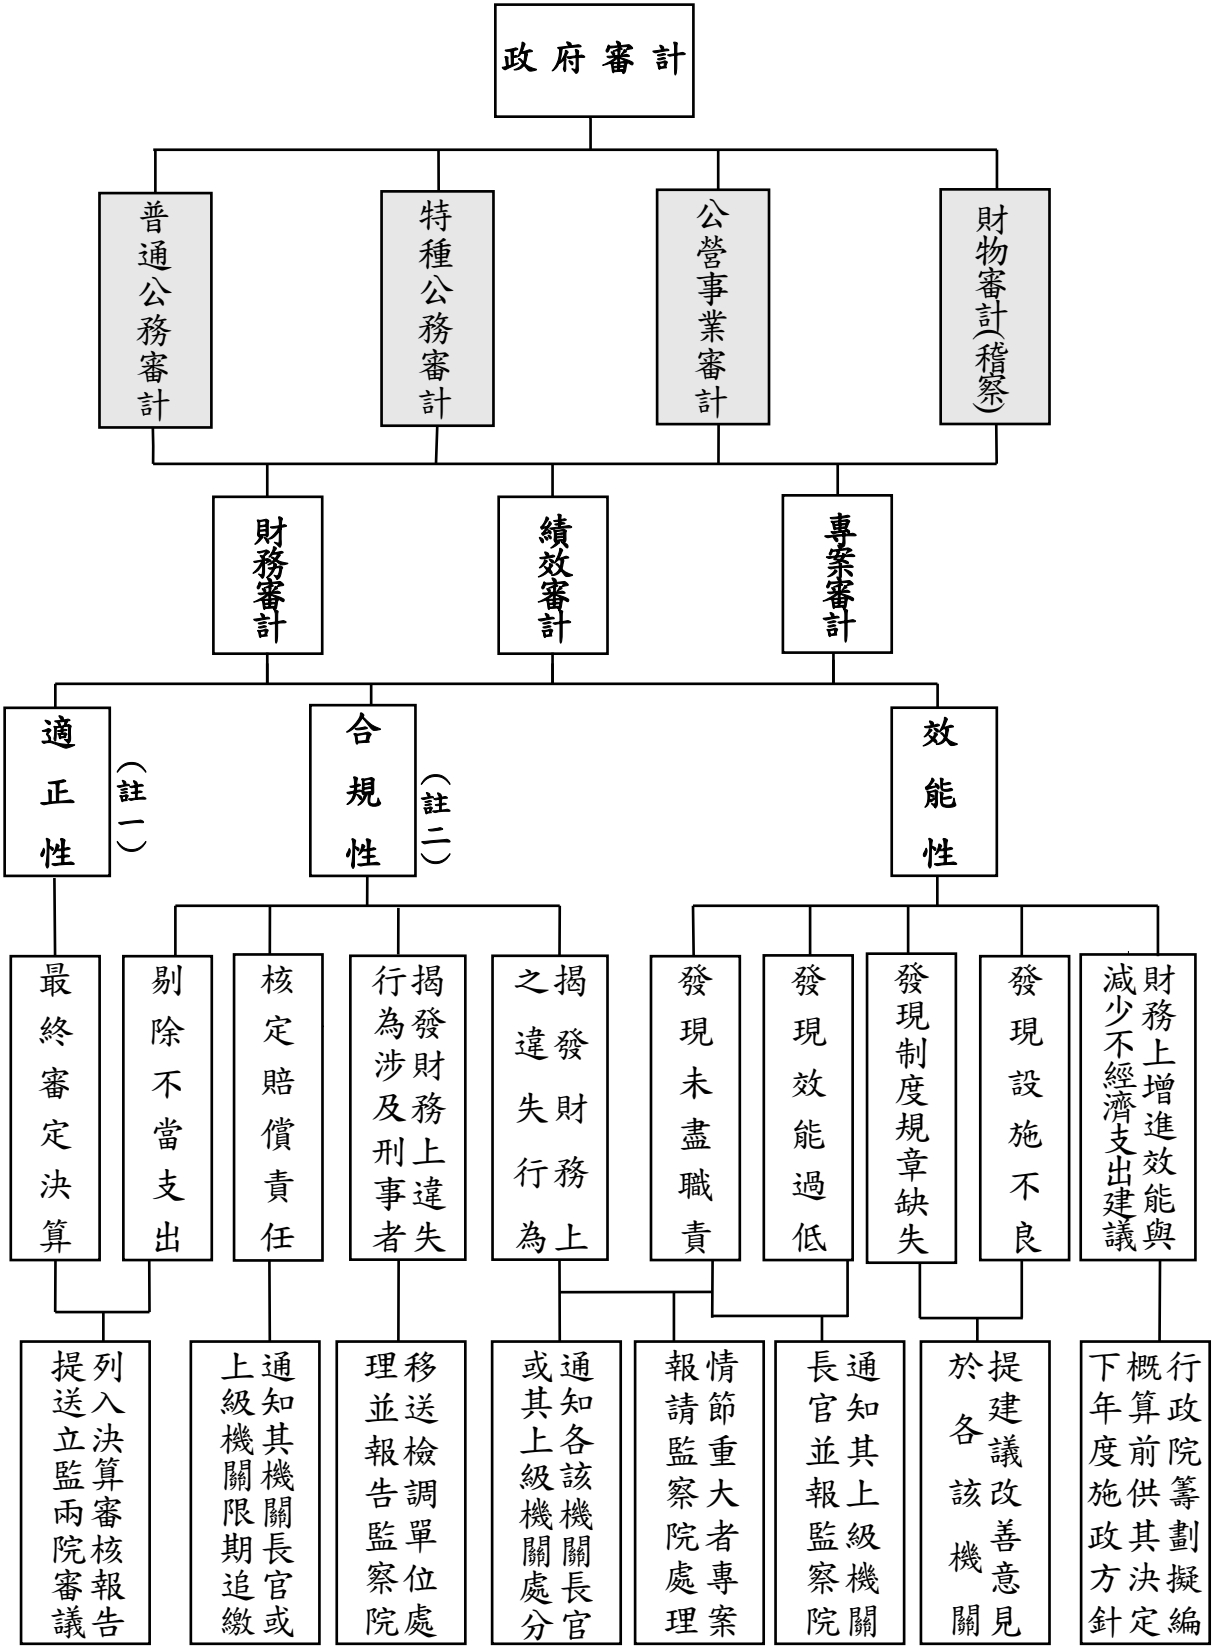 政府審計
普通公務審計
特種公務審計
公營事業審計
財物審計(稽察)
財務審計
績效審計
專案審計
適正性
(註一)
合規性
(註二)
效能性
最終審定決算
剔除不當支出
核定賠償責任
揭發財務上違失
行為涉及刑事者
揭發財務上
之違失行為
發現未盡職責
發現效能過低
發現制度規章缺失
發現設施不良
財務上增進效能與
減少不經濟支出建議
列入決算審核報告
提送立監兩院審議
通知其機關長官或
上級機關限期追繳
移送檢調單位處
理並報告監察院
通知各該機關長官
或其上級機關處分
情節重大者專案
報請監察院處理
通知其上級機關
長官並報監察院
提建議改善意見
於各該機關
行政院籌劃擬編
概算前供其決定
下年度施政方針